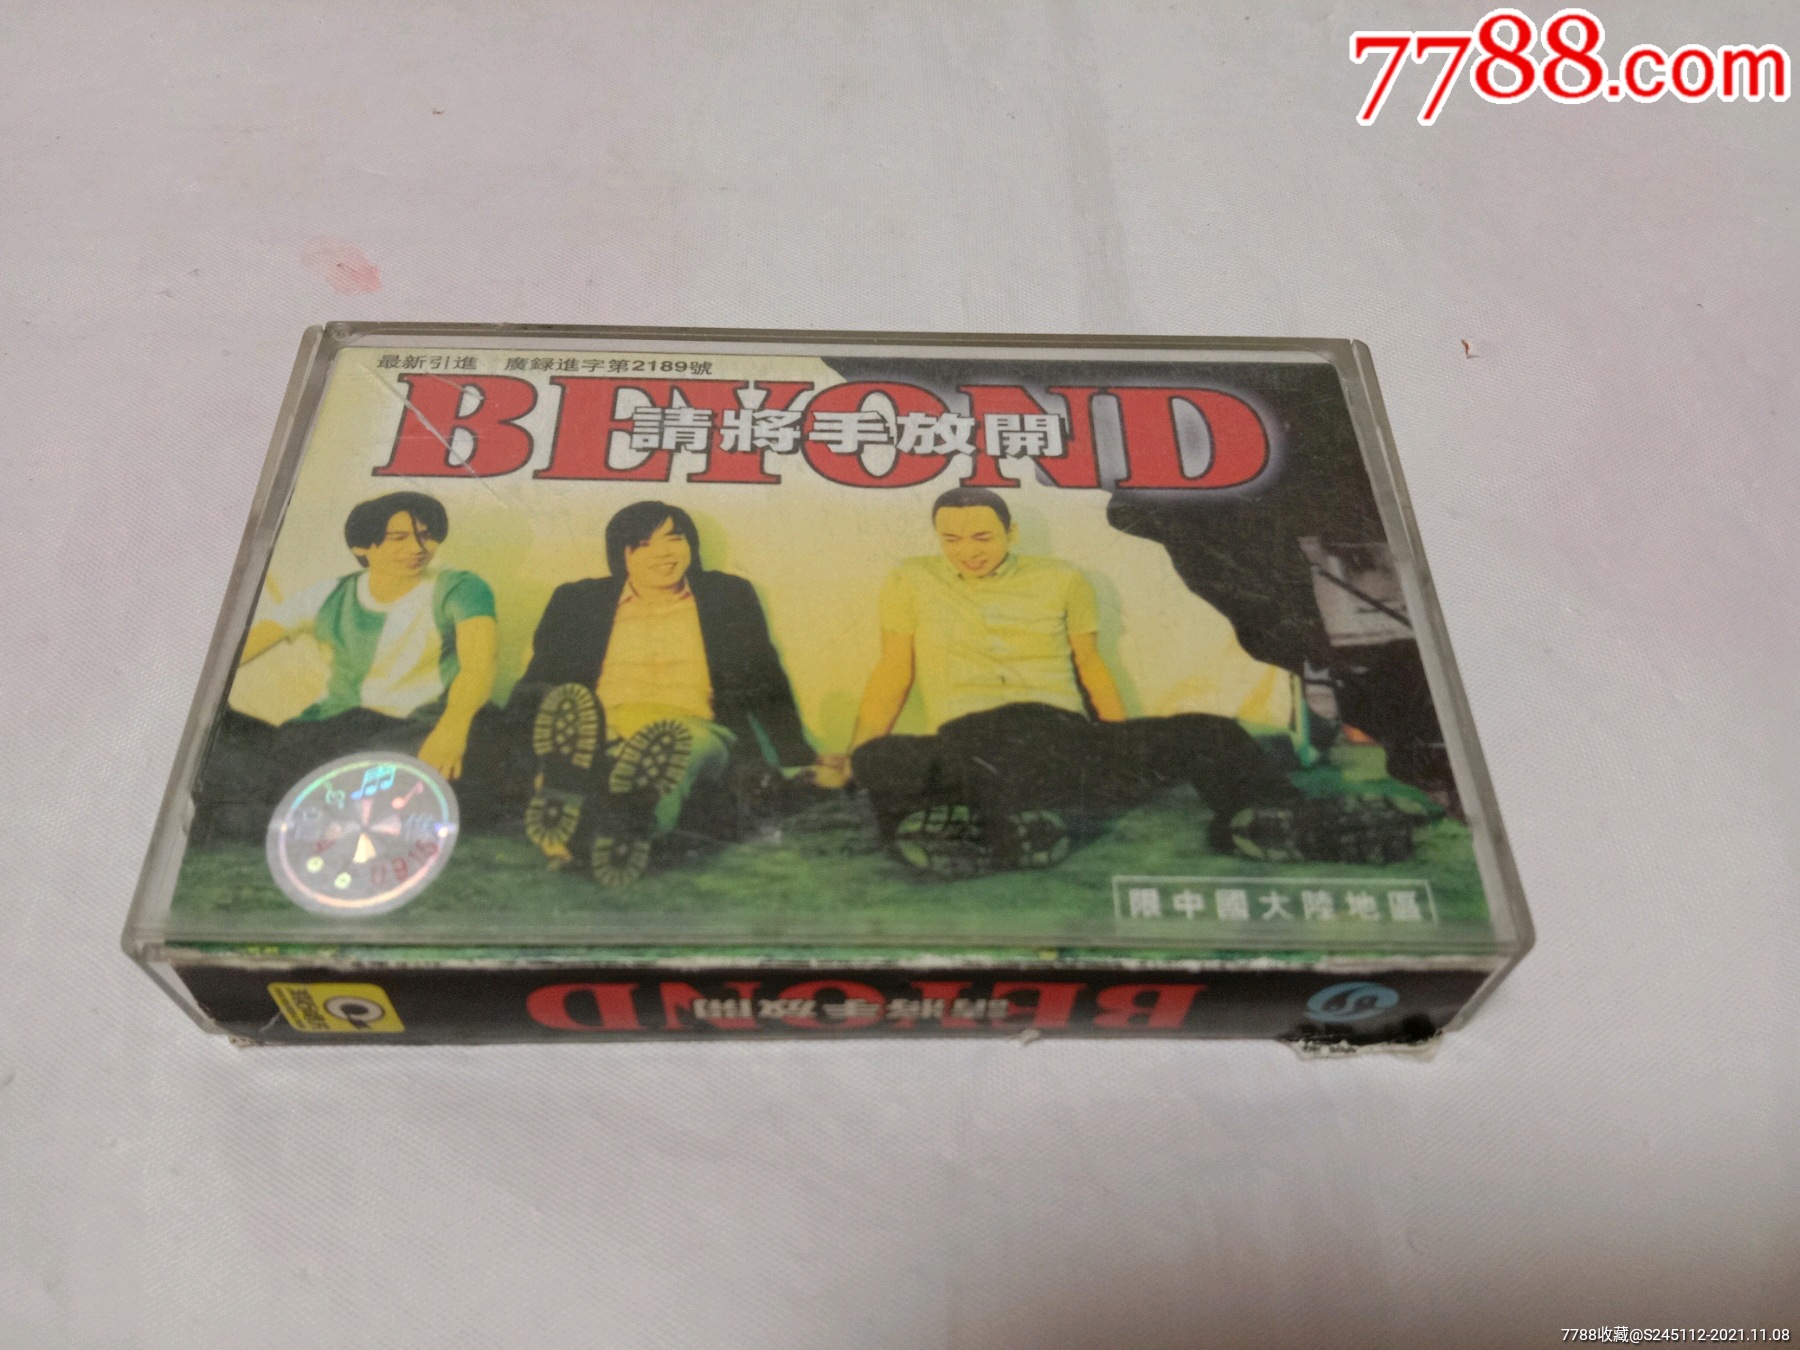 7788.com
最新引進 廣録進字第2189號
BEYOND
請將手放開
0915
限中國大陸地區
BEYOND
請將手放開
7788收藏@S245112-2021.11.08